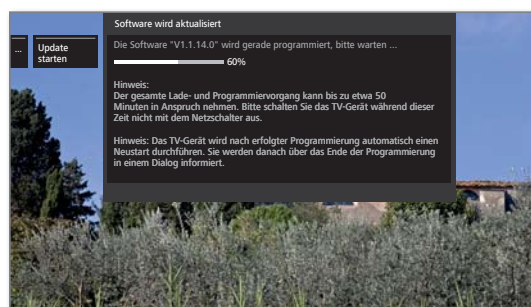 Software wird aktualisiert
...
Update
starten
Die Software "V1.1.14.0" wird gerade programmiert, bitte warten ...
60%
Hinweis:
Der gesamte Lade- und Programmiervorgang kann bis zu etwa 50
Minuten in Anspruch nehmen. Bitte schalten Sie das TV-Gerät während dieser
Zeit nicht mit dem Netzschalter aus.
Hinweis: Das TV-Gerät wird nach erfolgter Programmierung automatisch einen
Neustart durchführen. Sie werden danach über das Ende der Programmierung
in einem Dialog informiert.